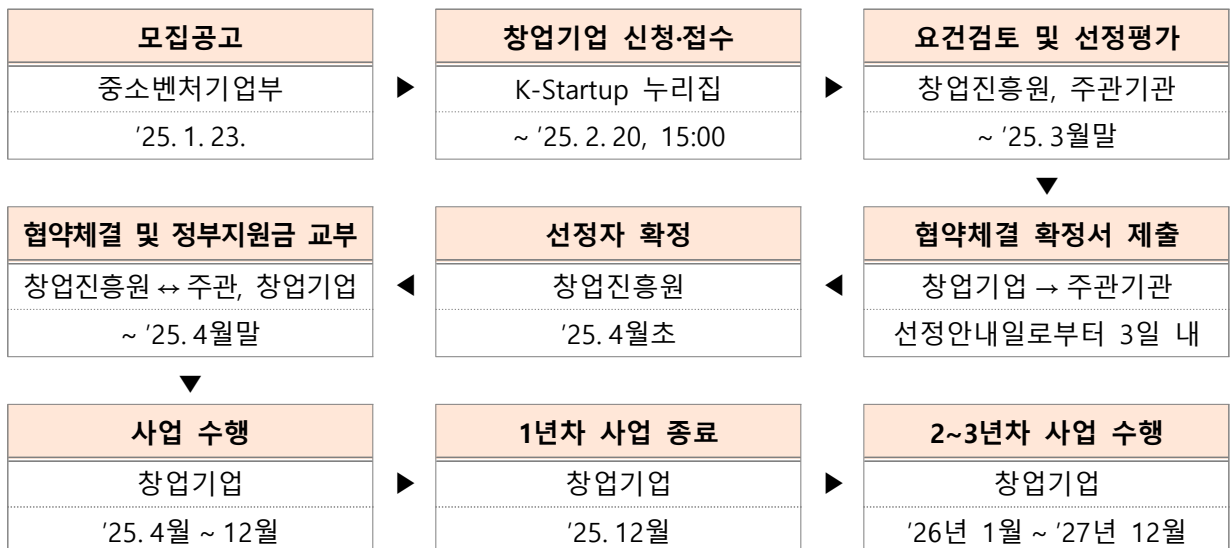 모집공고
중소벤처기업부
'25. 1. 23.
▶
창업기업 신청·접수
K-Startup 누리집
~ '25. 2. 20, 15:00
▶
요건검토 및 선정평가
창업진흥원, 주관기관
~ '25. 3월말
▼
협약체결 확정서 제출
창업기업 → 주관기관
선정안내일로부터 3일 내
◀
선정자 확정
창업진흥원
'25. 4월초
◀
협약체결 및 정부지원금 교부
창업진흥원 ↔ 주관, 창업기업
~ '25. 4월말
▼
사업 수행
창업기업
'25. 4월 ~ 12월
▶
1년차 사업 종료
창업기업
'25. 12월
▶
2~3년차 사업 수행
창업기업
'26년 1월 ~ '27년 12월